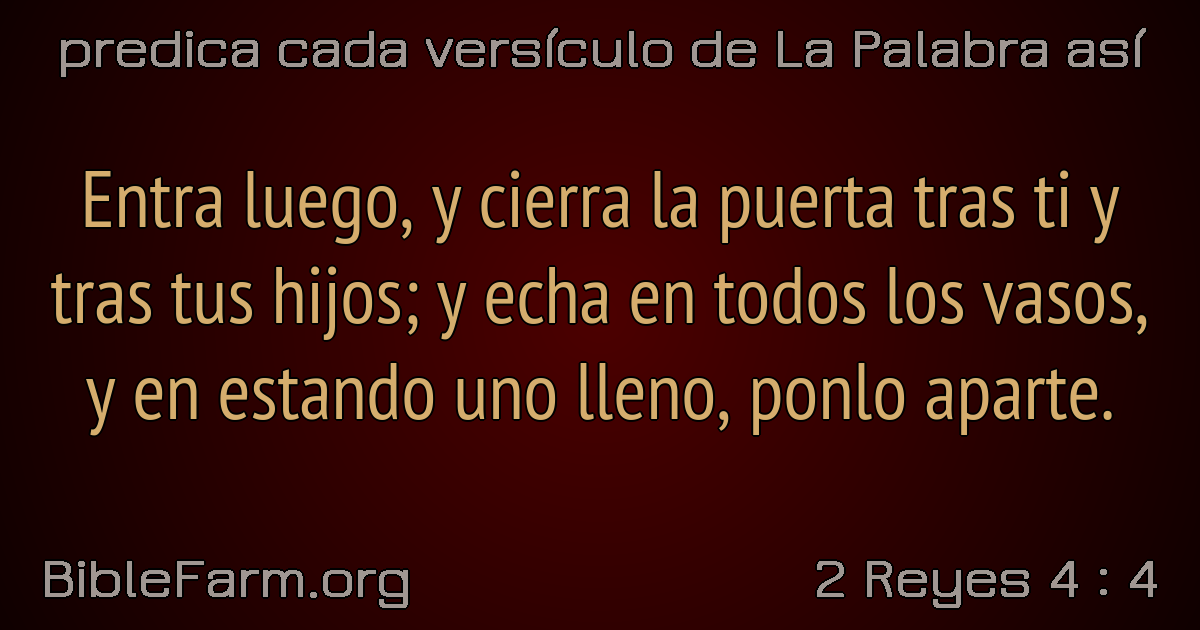 predica cada versículo de La Palabra así
Entra luego, y cierra la puerta tras ti y
tras tus hijos; y echa en todos los vasos,
y en estando uno lleno, ponlo aparte.
BibleFarm.org
2 Reyes 4 : 4